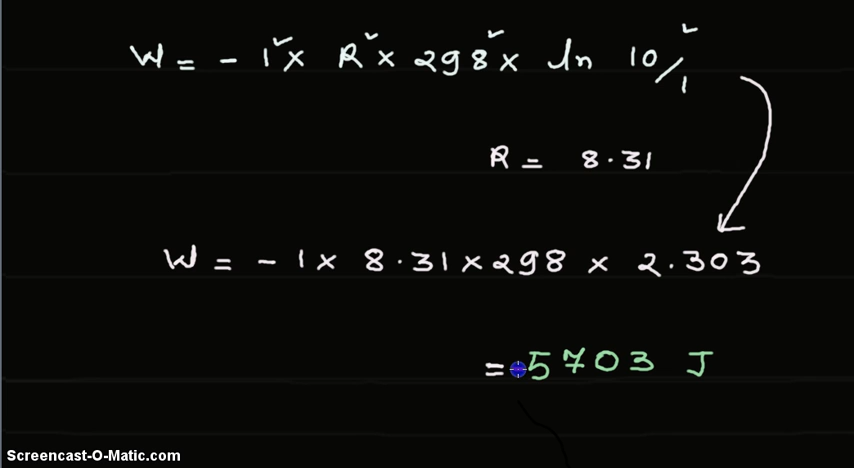 W = - 1 × R × 298 × ln 10/1
R = 8.31
W = - 1 × 8.31 × 298 × 2.303
= 5703 J
Screencast-O-Matic.com